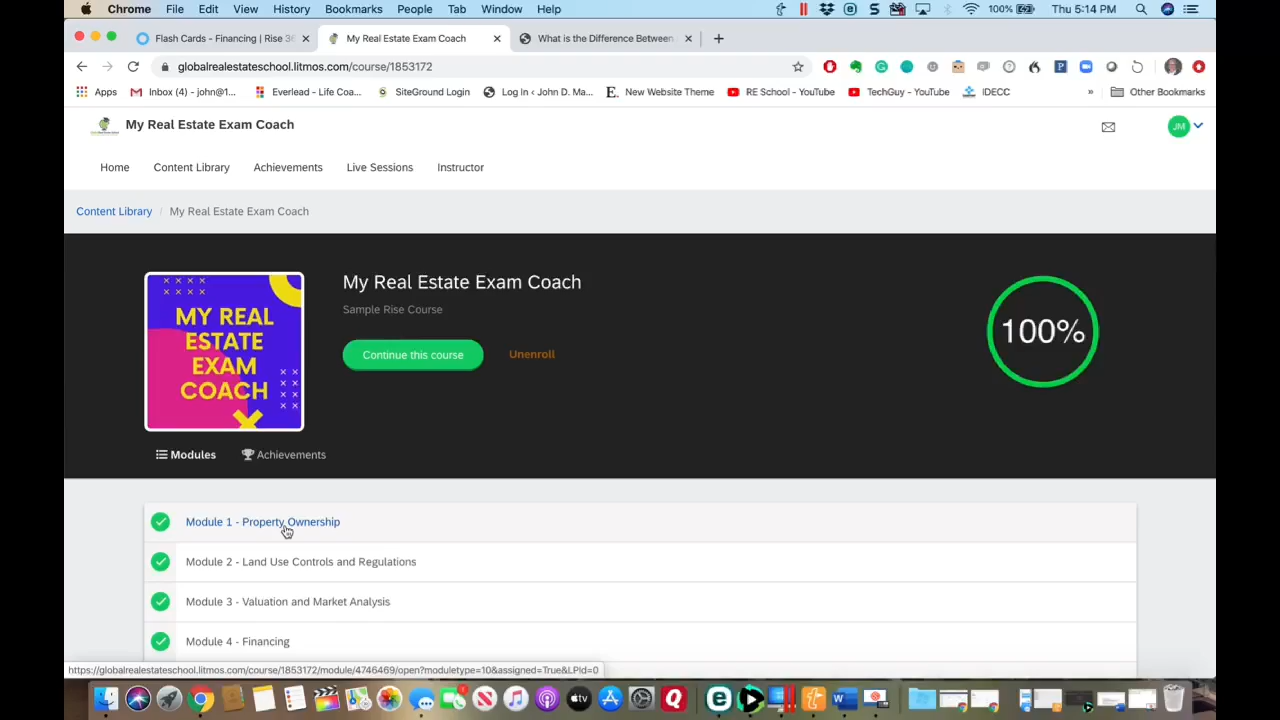 Chrome File Edit View History Bookmarks People Tab Window Help 100% Thu 5:14 PM
Flash Cards - Financing | Rise 36 My Real Estate Exam Coach What is the Difference Between
globalrealestateschool.litmos.com/course/1853172
Apps Inbox (4) - john@1... Everlead - Life Coa... SiteGround Login Log In ‹ John D. Ma... New Website Theme RE School - YouTube TechGuy - YouTube IDECC » Other Bookmarks
My Real Estate Exam Coach JM
Home Content Library Achievements Live Sessions Instructor
Content Library / My Real Estate Exam Coach
MY REAL
ESTATE
EXAM
COACH
My Real Estate Exam Coach
Sample Rise Course
Continue this course Unenroll
100%
Modules Achievements
Module 1 - Property Ownership
Module 2 - Land Use Controls and Regulations
Module 3 - Valuation and Market Analysis
Module 4 - Financing
https://globalrealestateschool.litmos.com/course/1853172/module/4746469/open?moduletype=10&assigned=True&LPId=0